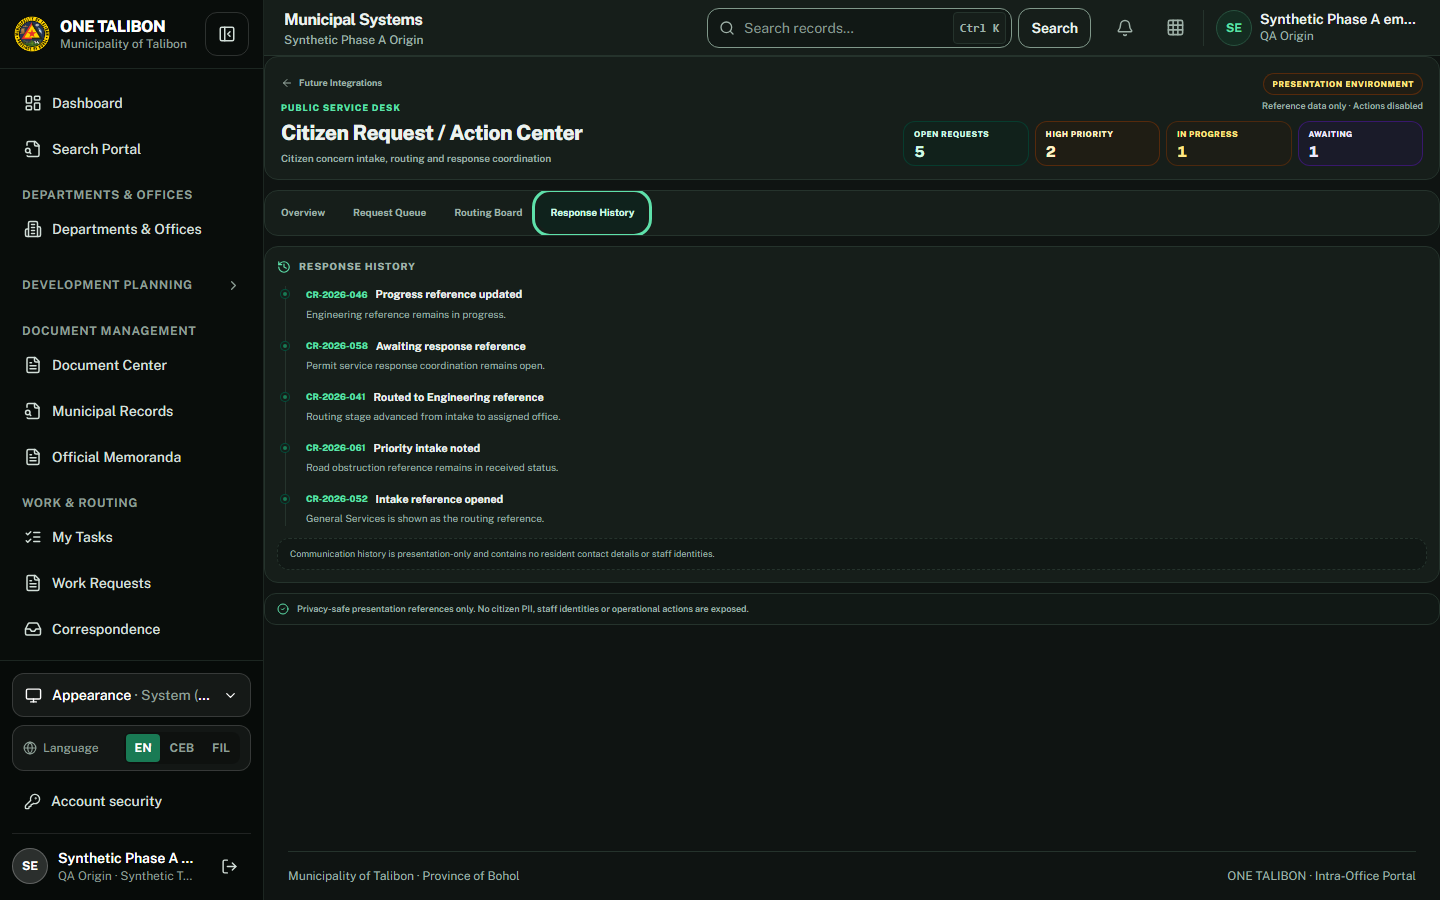 ONE TALIBON
Municipality of Talibon
Dashboard
Search Portal
DEPARTMENTS & OFFICES
Departments & Offices
DEVELOPMENT PLANNING
DOCUMENT MANAGEMENT
Document Center
Municipal Records
Official Memoranda
WORK & ROUTING
My Tasks
Work Requests
Correspondence
Appearance · System (...
Language EN CEB FIL
Account security
SE
Synthetic Phase A ...
QA Origin · Synthetic T...
Municipal Systems
Synthetic Phase A Origin
Search records... Ctrl K
Search
SE
Synthetic Phase A em...
QA Origin
Future Integrations
PUBLIC SERVICE DESK
Citizen Request / Action Center
Citizen concern intake, routing and response coordination
PRESENTATION ENVIRONMENT
Reference data only · Actions disabled
OPEN REQUESTS
5
HIGH PRIORITY
2
IN PROGRESS
1
AWAITING
1
Overview Request Queue Routing Board Response History
RESPONSE HISTORY
CR-2026-046 Progress reference updated
Engineering reference remains in progress.
CR-2026-058 Awaiting response reference
Permit service response coordination remains open.
CR-2026-041 Routed to Engineering reference
Routing stage advanced from intake to assigned office.
CR-2026-061 Priority intake noted
Road obstruction reference remains in received status.
CR-2026-052 Intake reference opened
General Services is shown as the routing reference.
Communication history is presentation-only and contains no resident contact details or staff identities.
Privacy-safe presentation references only. No citizen PII, staff identities or operational actions are exposed.
Municipality of Talibon · Province of Bohol
ONE TALIBON · Intra-Office Portal